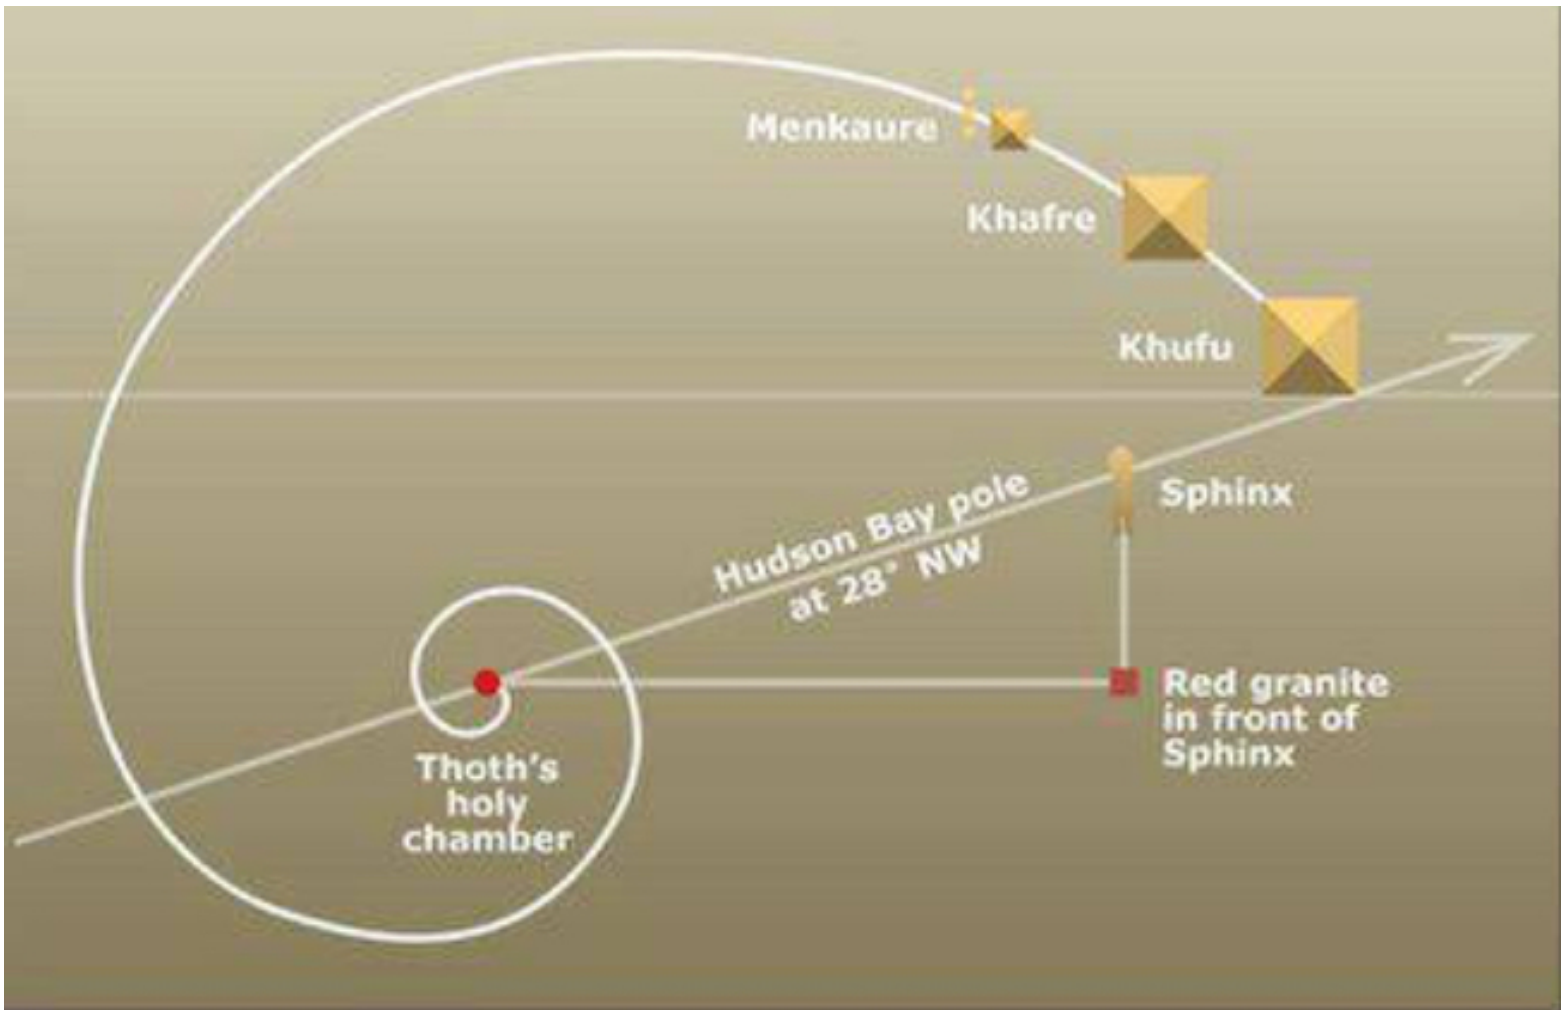 Menkaure
Khafre
Khufu
Sphinx
Hudson Bay pole
at 28° NW
Red granite
in front of
Sphinx
Thoth's
holy
chamber